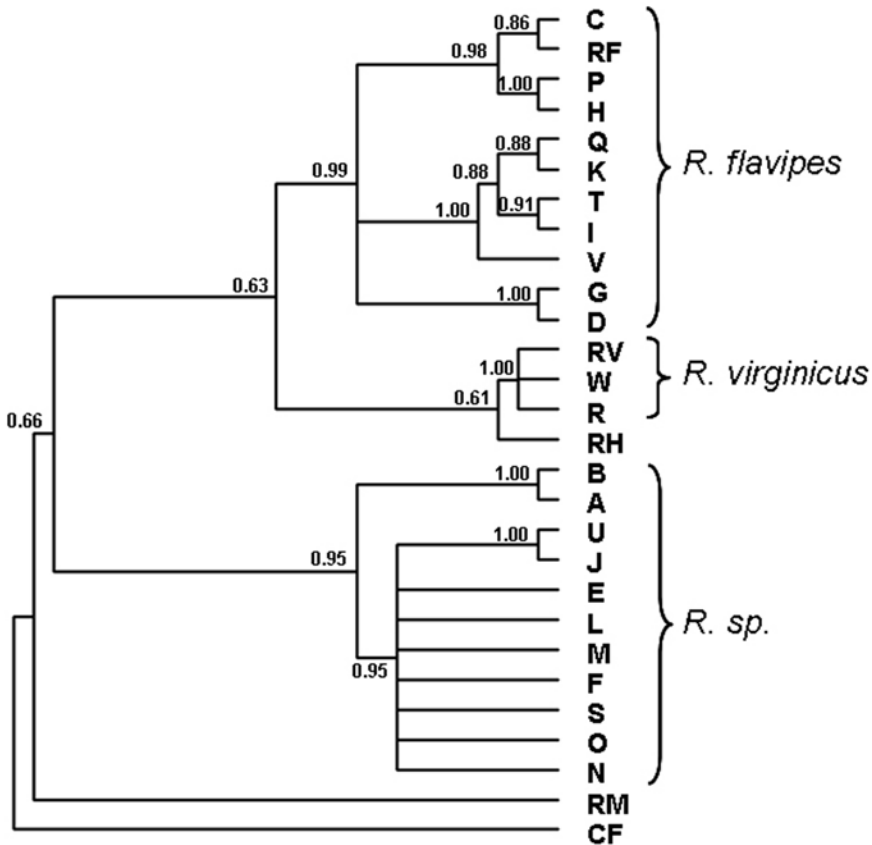 0.86
C
RF
0.98
P
1.00
H
Q
0.88
K
0.88
0.99
T
0.91
1.00
I
V
R. flavipes
G
1.00
D
0.63
RV
1.00
W
R. virginicus
0.61
R
RH
0.66
B
1.00
A
U
1.00
J
0.95
E
L
R. sp.
M
0.95
F
S
O
N
RM
CF